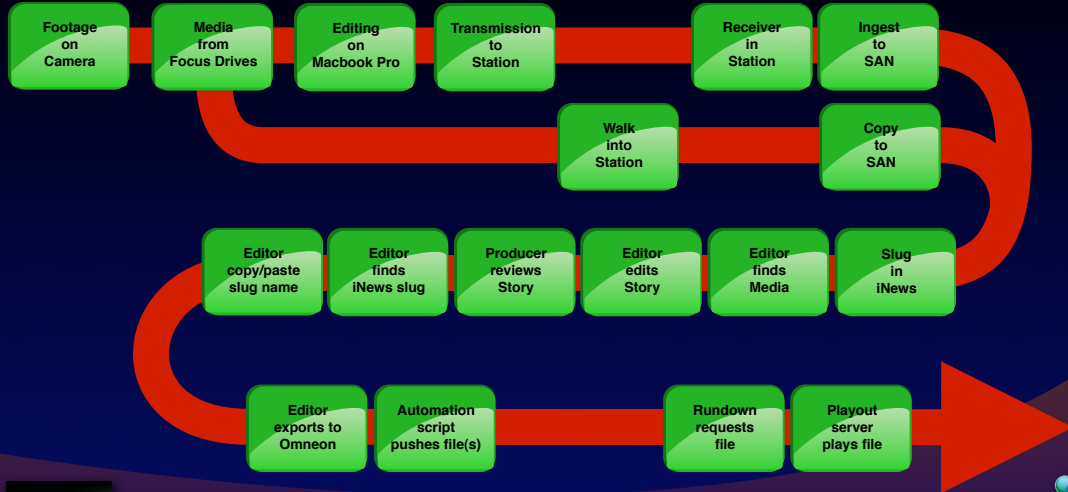 Footage
on
Camera
Media
from
Focus Drives
Editing
on
Macbook Pro
Transmission
to
Station
Receiver
in
Station
Ingest
to
SAN
Walk
into
Station
Copy
to
SAN
Editor
copy/paste
slug name
Editor
finds
iNews slug
Producer
reviews
Story
Editor
edits
Story
Editor
finds
Media
Slug
in
iNews
Editor
exports to
Omneon
Automation
script
pushes file(s)
Rundown
requests
file
Playout
server
plays file